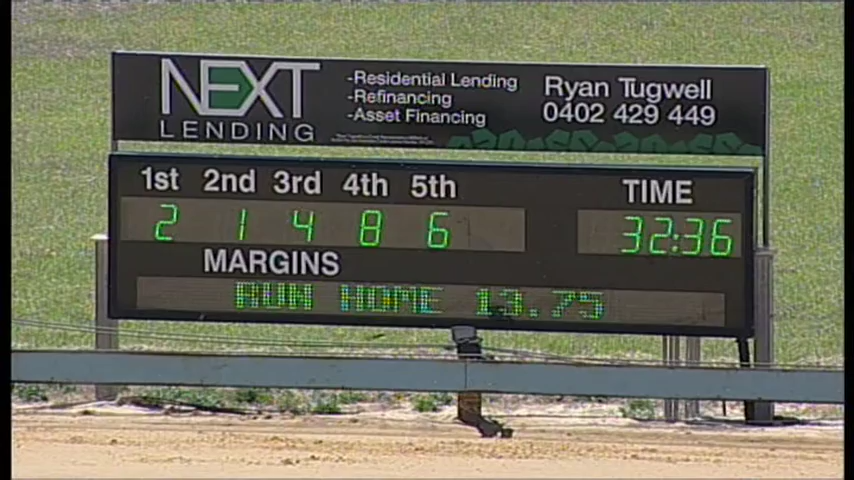 NEXT
LENDING
-Residential Lending
-Refinancing
-Asset Financing
Ryan Tugwell
0402 429 449
1st 2nd 3rd 4th 5th TIME
2 1 4 8 6 32:36
MARGINS
RUN HOME 13.75